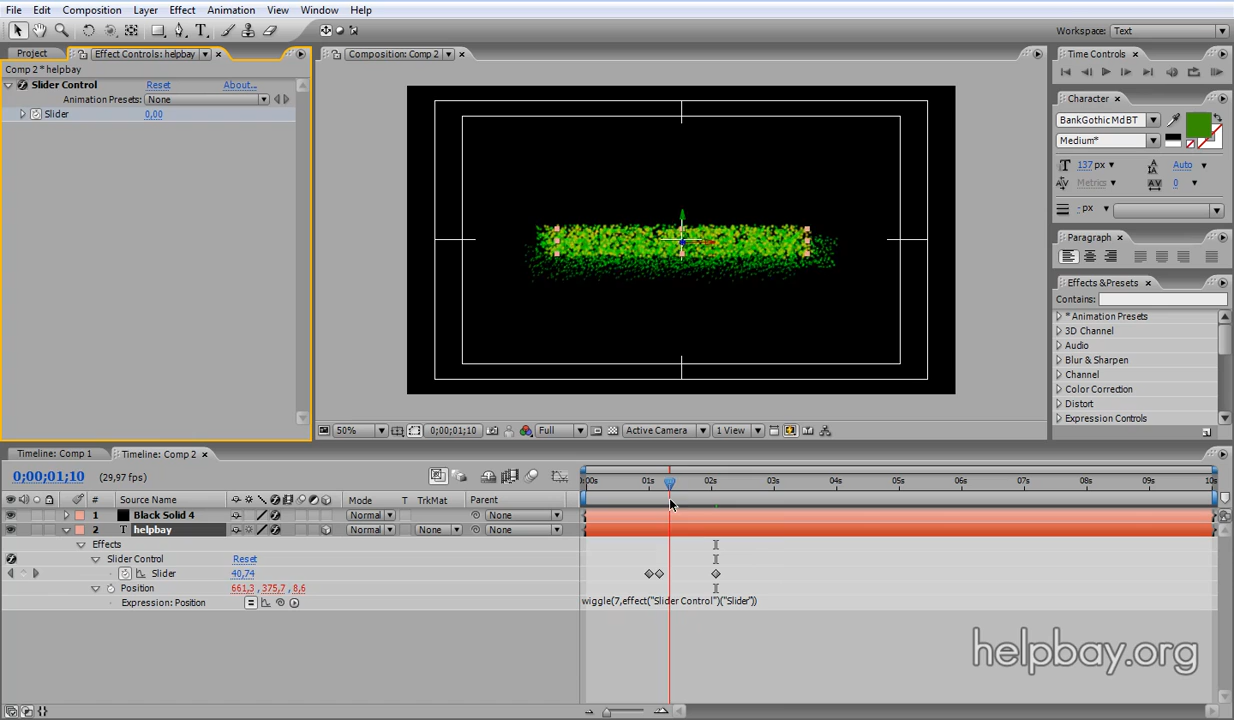 File Edit Composition Layer Effect Animation View Window Help
Workspace: Text
Project Effect Controls: helpbay
Comp 2 * helpbay
Slider Control Reset About...
Animation Presets: None
Slider 0,00
Composition: Comp 2
50% 0;00;01;10 Full Active Camera 1 View
Time Controls
Character
BankGothic Md BT
Medium*
137 px Auto
Metrics 0
- px
Paragraph
Effects & Presets
Contains:
* Animation Presets
3D Channel
Audio
Blur & Sharpen
Channel
Color Correction
Distort
Expression Controls
Timeline: Comp 1 Timeline: Comp 2
0;00;01;10 (29,97 fps)
:00s 01s 02s 03s 04s 05s 06s 07s 08s 09s 10s
# Source Name Mode T TrkMat Parent
1 Black Solid 4 Normal None
2 T helpbay Normal None None
Effects
Slider Control Reset
Slider 40,74
Position 661,3 , 375,7 , 8,6
Expression: Position wiggle(7,effect("Slider Control")("Slider"))
helpbay.org